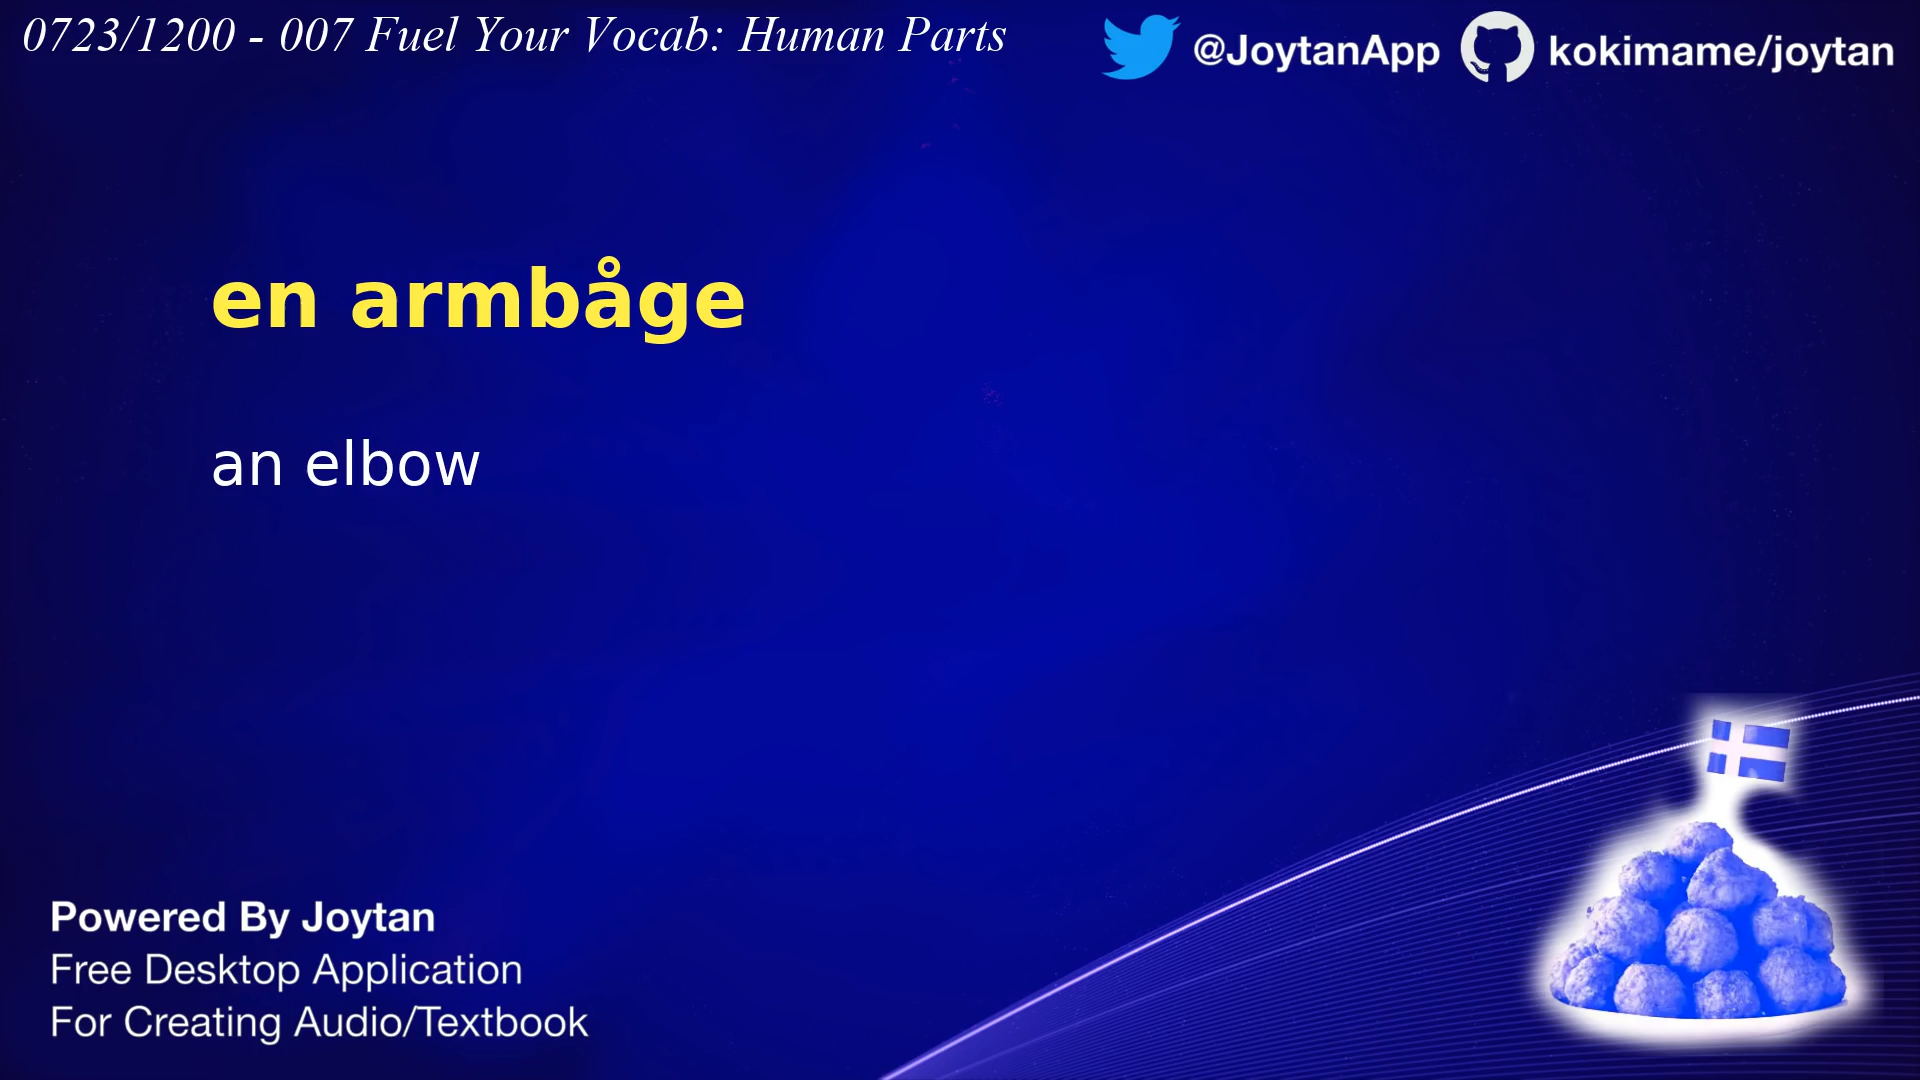 0723/1200 - 007 Fuel Your Vocab: Human Parts
@JoytanApp
kokimame/joytan
en armbåge
an elbow
Powered By Joytan
Free Desktop Application
For Creating Audio/Textbook